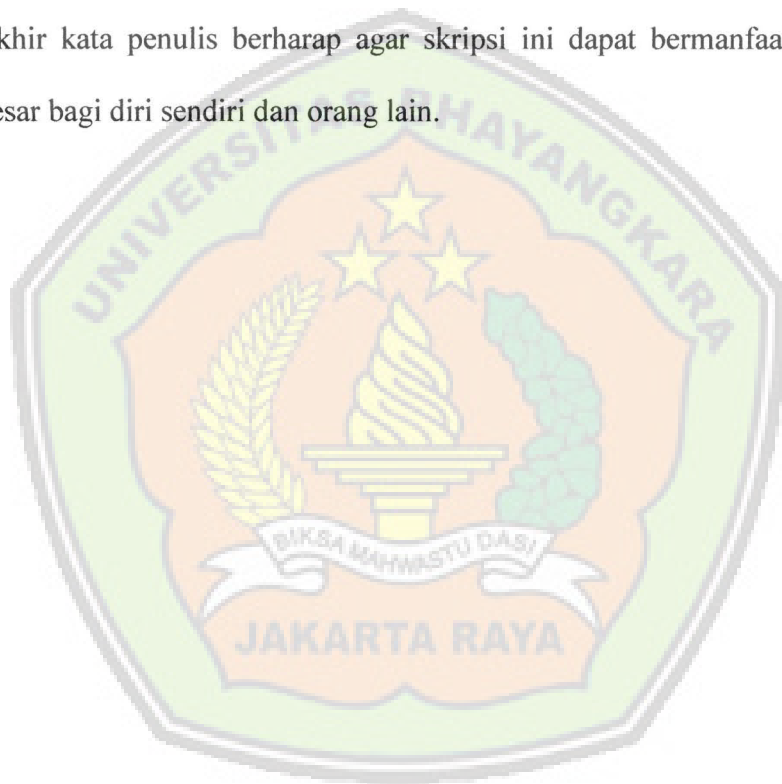 khir kata penulis berharap agar skripsi ini dapat bermanfaa
esar bagi diri sendiri dan orang lain.
UNIVERSITAS BHAYANGKARA
BIKSA MAHWASTU DASI
JAKARTA RAYA